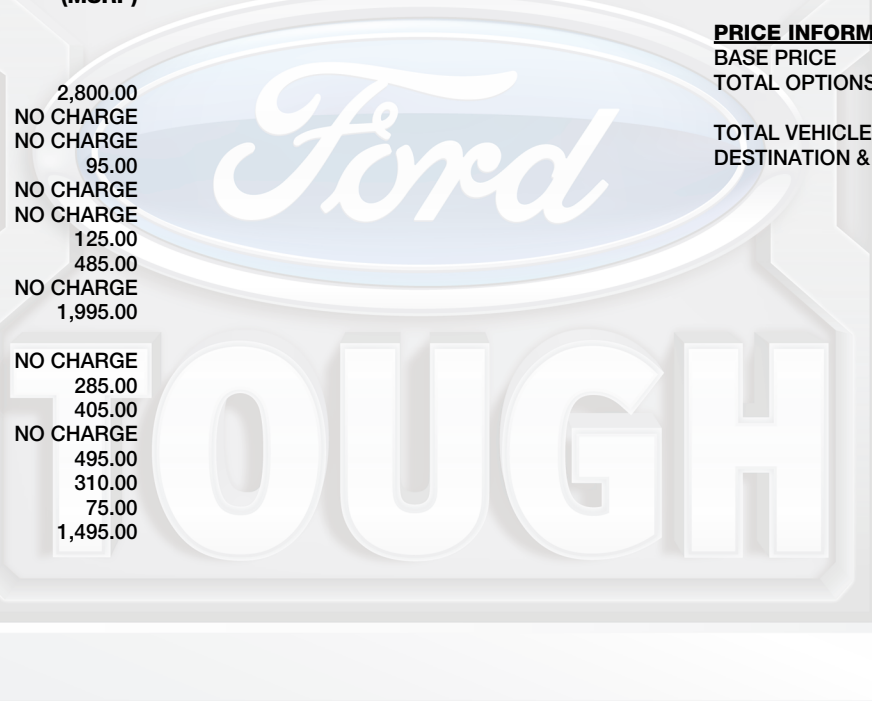 (MSRP)
2,800.00
NO CHARGE
NO CHARGE
95.00
NO CHARGE
NO CHARGE
125.00
485.00
NO CHARGE
1,995.00
NO CHARGE
285.00
405.00
NO CHARGE
495.00
310.00
75.00
1,495.00
PRICE INFORM
BASE PRICE
TOTAL OPTIONS
TOTAL VEHICLE
DESTINATION &
Ford
TOUGH